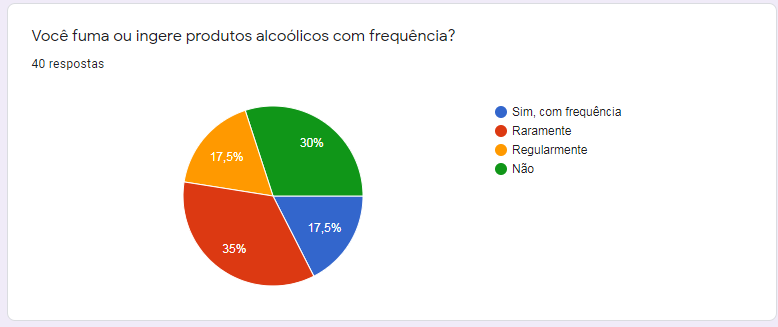 Você fuma ou ingere produtos alcoólicos com frequência?
40 respostas
Sim, com frequência
Raramente
Regularmente
Não
30%
17,5%
17,5%
35%